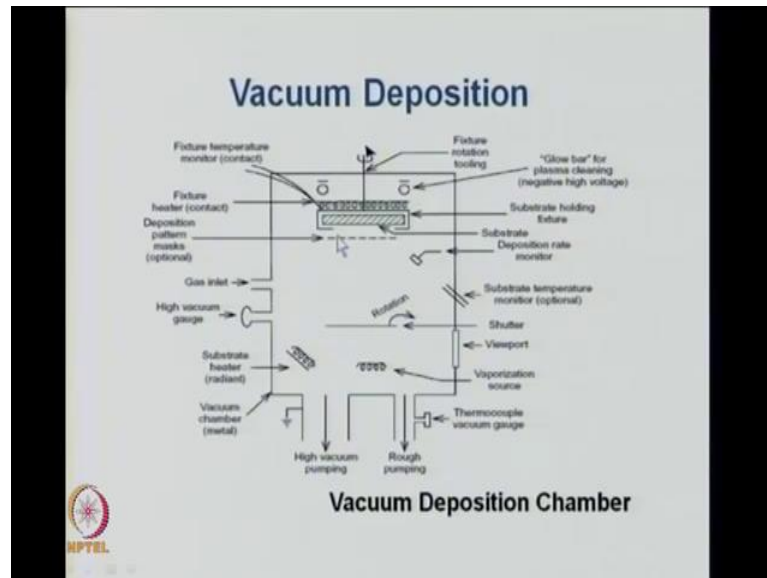 Vacuum Deposition
Fixture temperature
monitor (contact)
Fixture
rotation
tooling
"Glow bar" for
plasma cleaning
(negative high voltage)
Fixture
heater (contact)
Substrate holding
fixture
Deposition
pattern
masks
(optional)
Substrate
Deposition rate
monitor
Gas inlet
Substrate temperature
monitior (optional)
High vacuum
gauge
Rotation
Shutter
Viewport
Substrate
heater
(radiant)
Vaporization
source
Vacuum
chamber
(metal)
Thermocouple
vacuum gauge
High vacuum
pumping
Rough
pumping
Vacuum Deposition Chamber
NPTEL